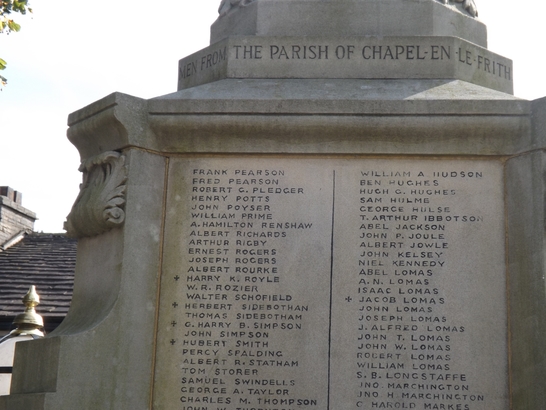 MEN FROM THE PARISH OF CHAPEL-EN-LE-FRITH
FRANK PEARSON
FRED PEARSON
ROBERT G. PLEDGER
HENRY POTTS
JOHN POYSER
WILLIAM PRIME
A. HAMILTON RENSHAW
ALBERT RICHARDS
ARTHUR RIGBY
ERNEST ROGERS
JOSEPH ROGERS
ALBERT ROURKE
+ HARRY K. ROYLE
W. R. ROZIER
WALTER SCHOFIELD
+ HERBERT SIDEBOTHAM
THOMAS SIDEBOTHAM
+ G. HARRY B. SIMPSON
JOHN SIMPSON
+ HUBERT SMITH
PERCY SPALDING
ALBERT R. STATHAM
TOM STORER
SAMUEL SWINDELLS
GEORGE A. TAYLOR
CHARLES M. THOMPSON
JOHN W.
WILLIAM A HUDSON
BEN HUGHES
HUGH G. HUGHES
SAM HULME
GEORGE HULSE
T. ARTHUR IBBOTSON
ABEL JACKSON
JOHN P. JOULE
ALBERT JOWLE
JOHN KELSEY
NIEL KENNEDY
ABEL LOMAS
A. N. LOMAS
ISAAC LOMAS
+ JACOB LOMAS
JOHN LOMAS
JOSEPH LOMAS
J. ALFRED LOMAS
JOHN T. LOMAS
JOHN W. LOMAS
ROBERT LOMAS
WILLIAM LOMAS
S. B. LONGSTAFFE
JNO. MARCHINGTON
JNO. H MARCHINGTON
C. HAROLD MARKES